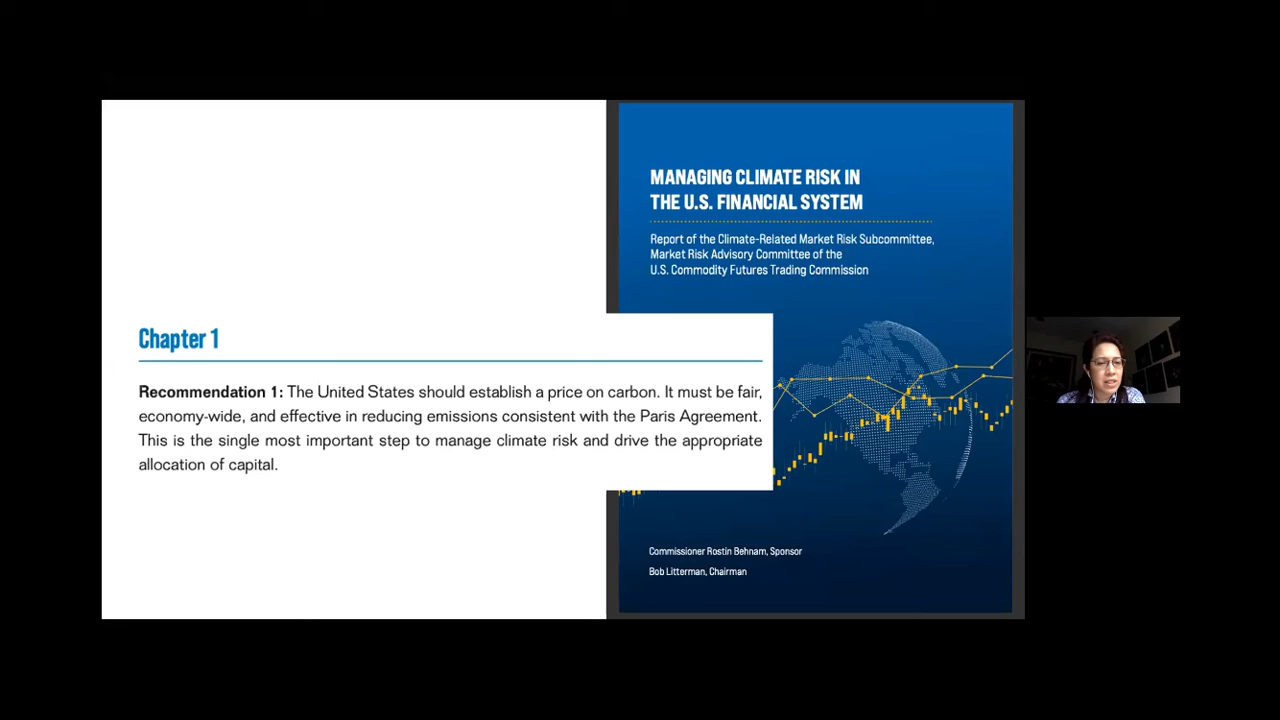 MANAGING CLIMATE RISK IN
THE U.S. FINANCIAL SYSTEM
Report of the Climate-Related Market Risk Subcommittee,
Market Risk Advisory Committee of the
U.S. Commodity Futures Trading Commission
Chapter 1
Recommendation 1: The United States should establish a price on carbon. It must be fair,
economy-wide, and effective in reducing emissions consistent with the Paris Agreement.
This is the single most important step to manage climate risk and drive the appropriate
allocation of capital.
Commissioner Rostin Behnam, Sponsor
Bob Litterman, Chairman